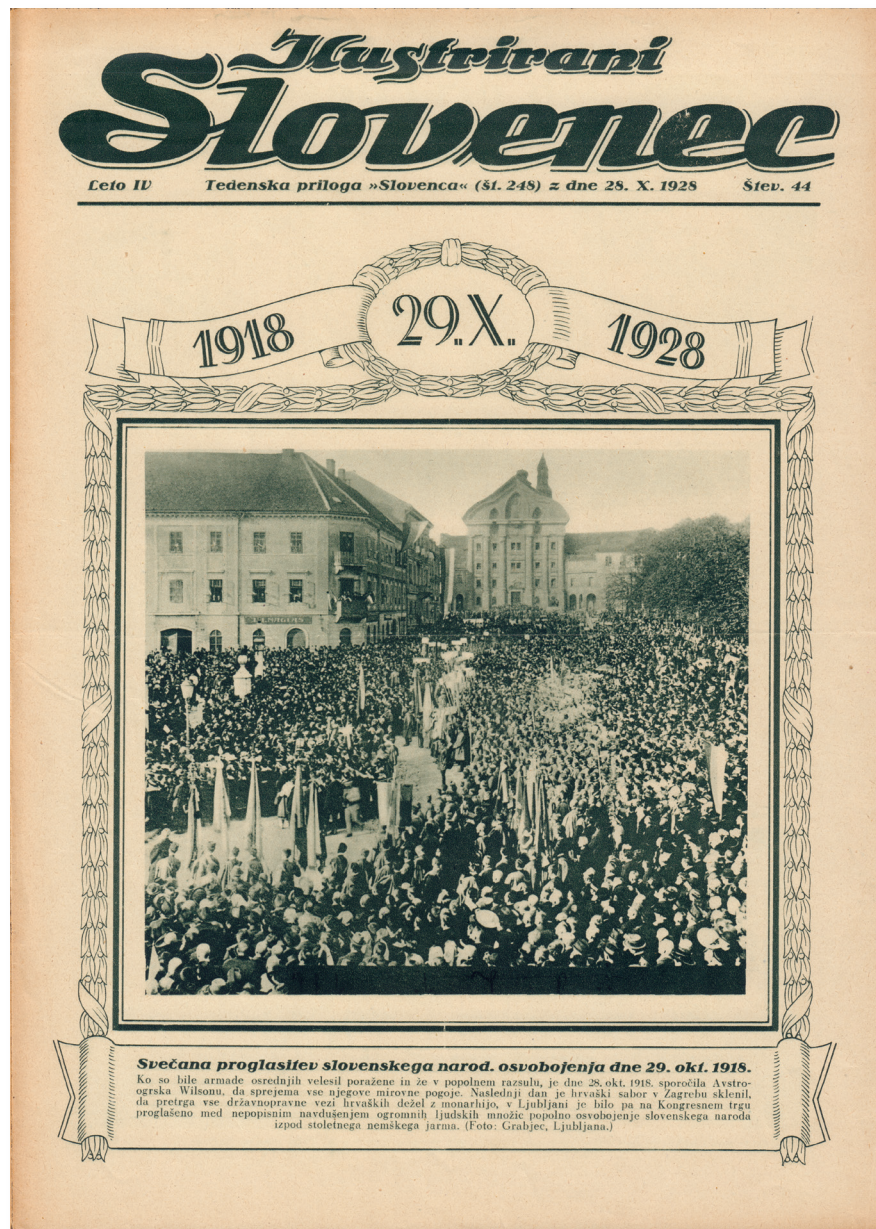 Ilustrirani
Slovenec
Leto IV Tedenska priloga »Slovenca« (št. 248) z dne 28. X. 1928 Štev. 44
1918 29.X. 1928
Svečana proglasitev slovenskega narod. osvobojenja dne 29. okt. 1918.
Ko so bile armade osrednjih velesil poražene in že v popolnem razsulu, je dne 28. okt. 1918. sporočila Avstro-
ogrska Wilsonu, da sprejema vse njegove mirovne pogoje. Naslednji dan je hrvaški sabor v Zagrebu sklenil,
da pretrga vse državnopravne vezi hrvaških dežel z monarhijo, v Ljubljani je bilo pa na Kongresnem trgu
proglašeno med nepopisnim navdušenjem ogromnih ljudskih množic popolno osvobojenje slovenskega naroda
izpod stoletnega nemškega jarma. (Foto: Grabjec, Ljubljana.)